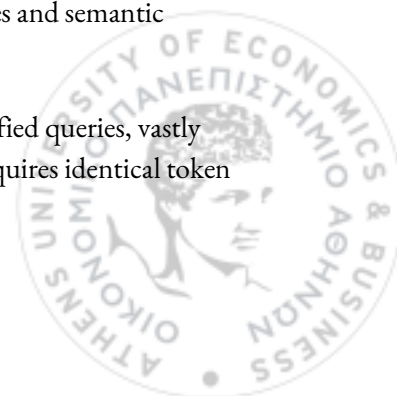 es and semantic
fied queries, vastly
quires identical token
ATHENS UNIVERSITY OF ECONOMICS & BUSINESS
ΟΙΚΟΝΟΜΙΚΟ ΠΑΝΕΠΙΣΤΗΜΙΟ ΑΘΗΝΩΝ